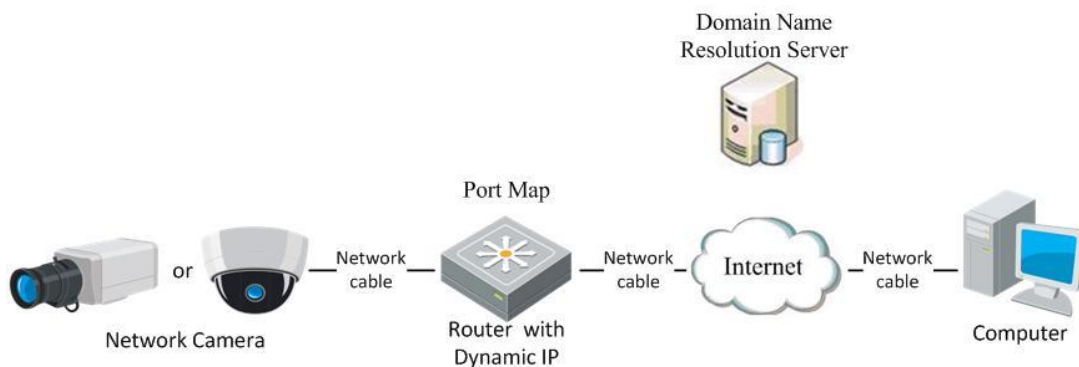 Domain Name
Resolution Server
Port Map
or
Network
cable
Network
cable
Internet
Network
cable
Network Camera
Router with
Dynamic IP
Computer